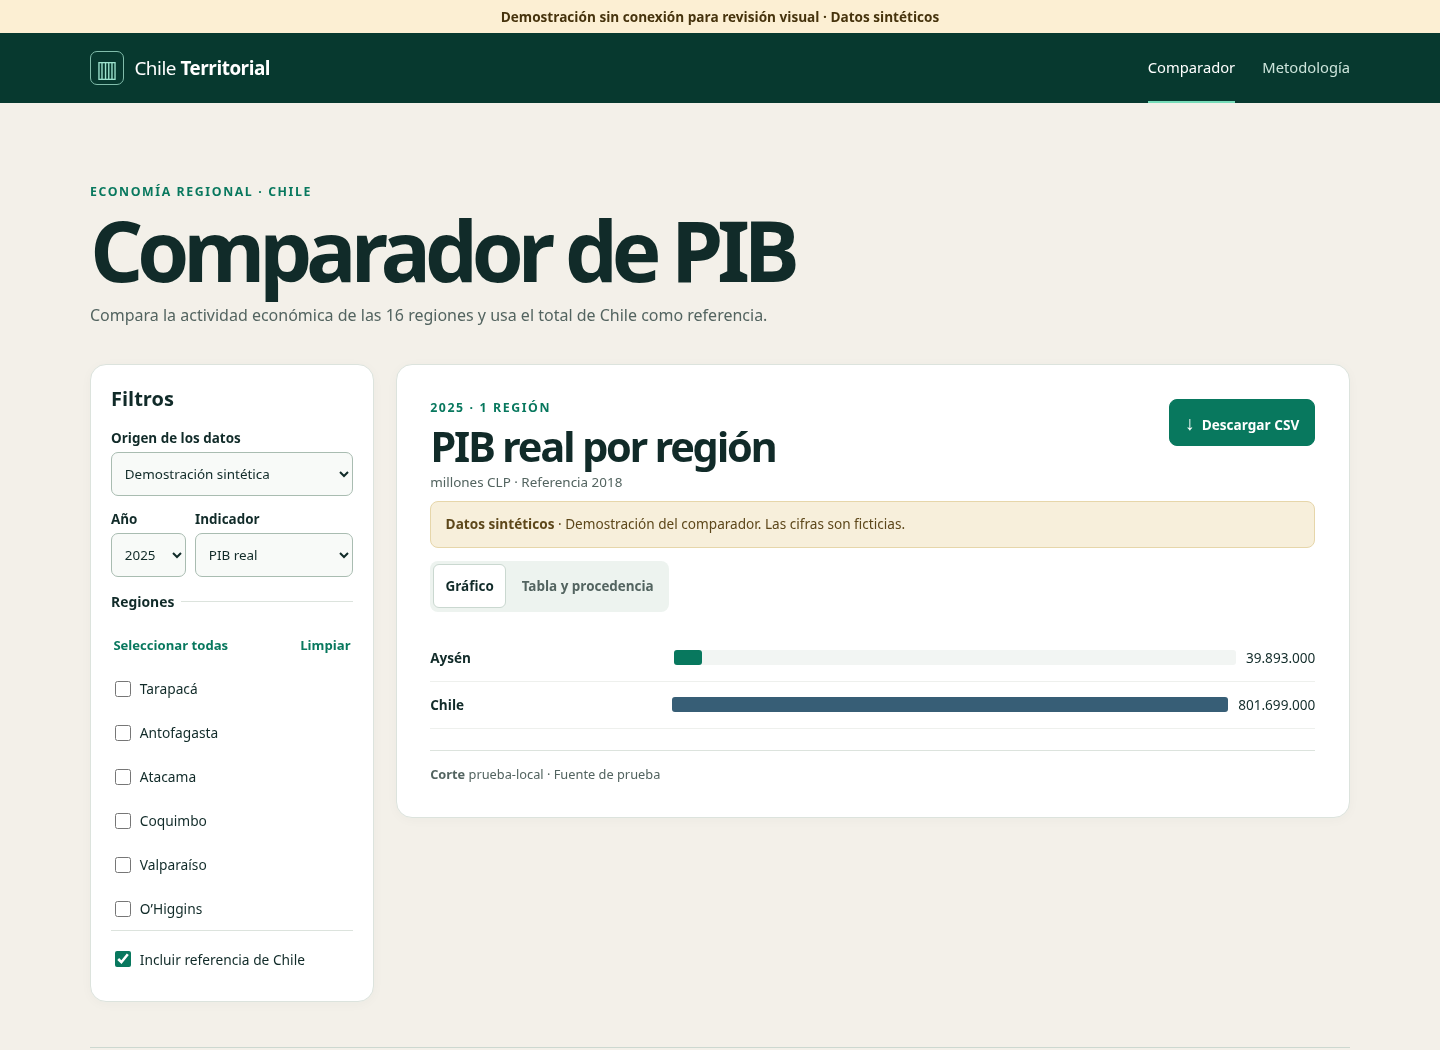 Demostración sin conexión para revisión visual · Datos sintéticos
Chile Territorial
Comparador
Metodología
ECONOMÍA REGIONAL · CHILE
Comparador de PIB
Compara la actividad económica de las 16 regiones y usa el total de Chile como referencia.
Filtros
Origen de los datos
Demostración sintética
Año
Indicador
2025
PIB real
Regiones
Seleccionar todas
Limpiar
Tarapacá
Antofagasta
Atacama
Coquimbo
Valparaíso
O’Higgins
Incluir referencia de Chile
2025 · 1 REGIÓN
PIB real por región
millones CLP · Referencia 2018
↓ Descargar CSV
Datos sintéticos · Demostración del comparador. Las cifras son ficticias.
Gráfico
Tabla y procedencia
Aysén
39.893.000
Chile
801.699.000
Corte prueba-local · Fuente de prueba